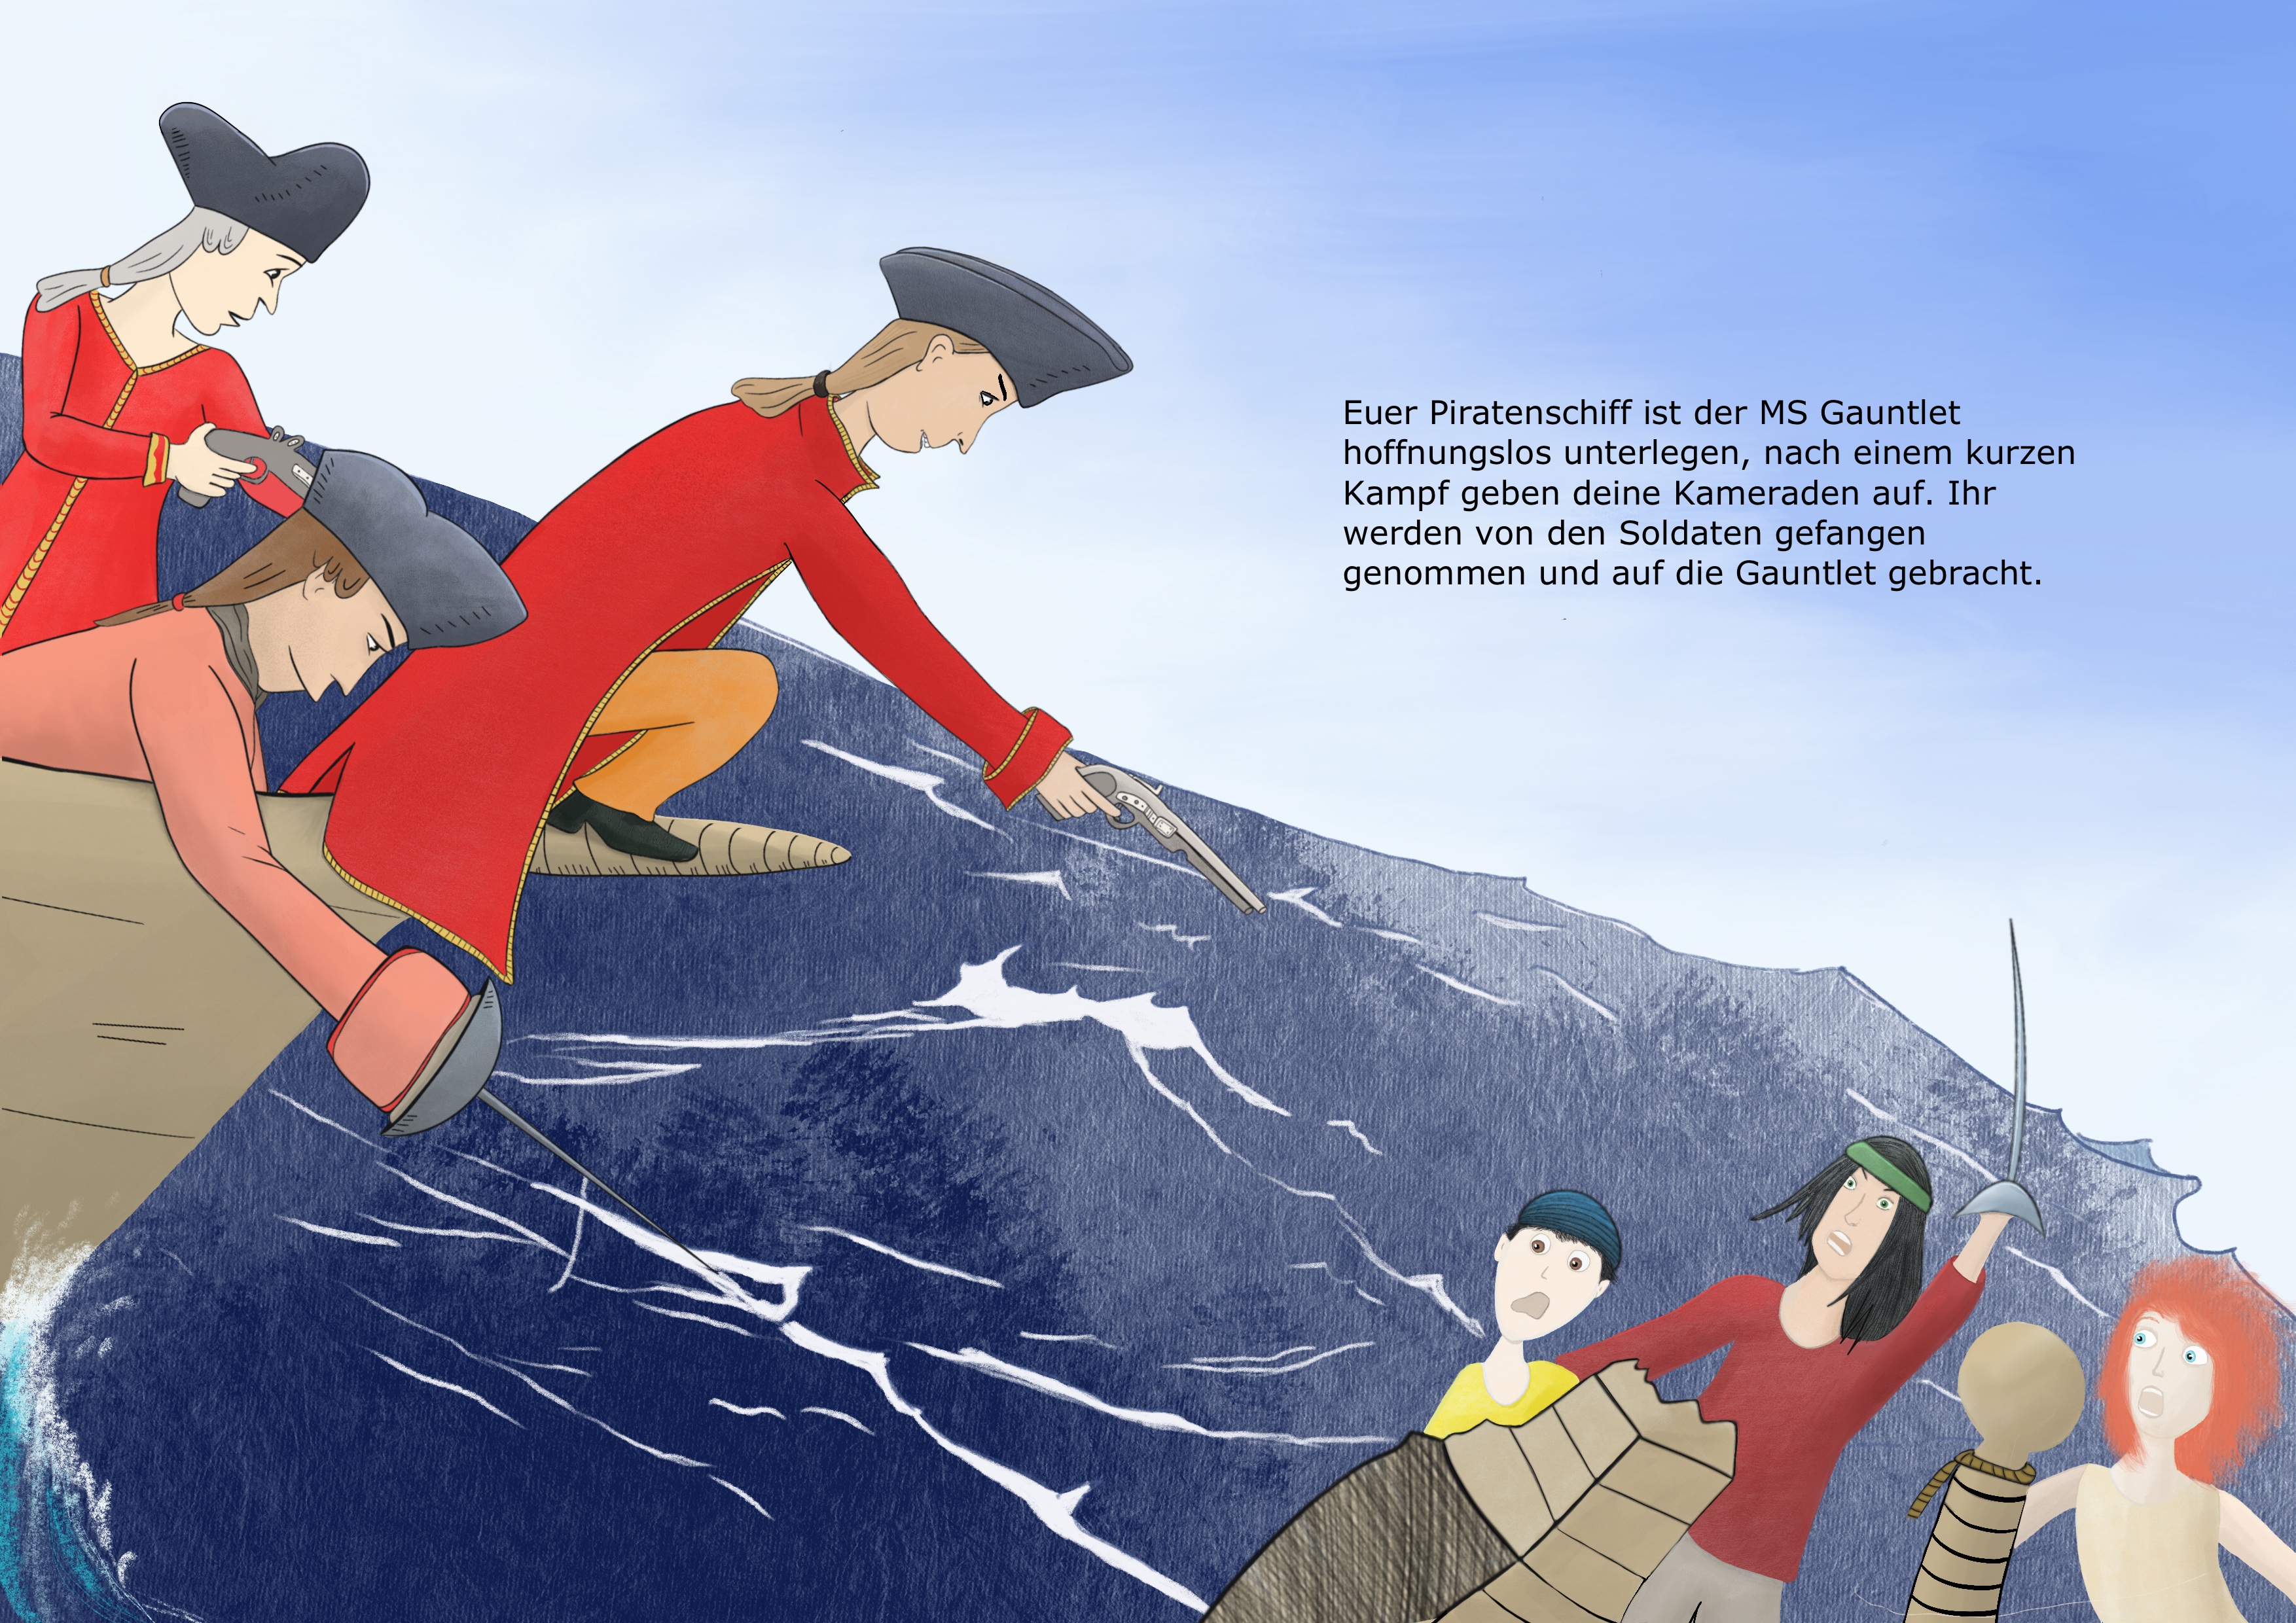 Euer Piratenschiff ist der MS Gauntlet
hoffnungslos unterlegen, nach einem kurzen
Kampf geben deine Kameraden auf. Ihr
werden von den Soldaten gefangen
genommen und auf die Gauntlet gebracht.